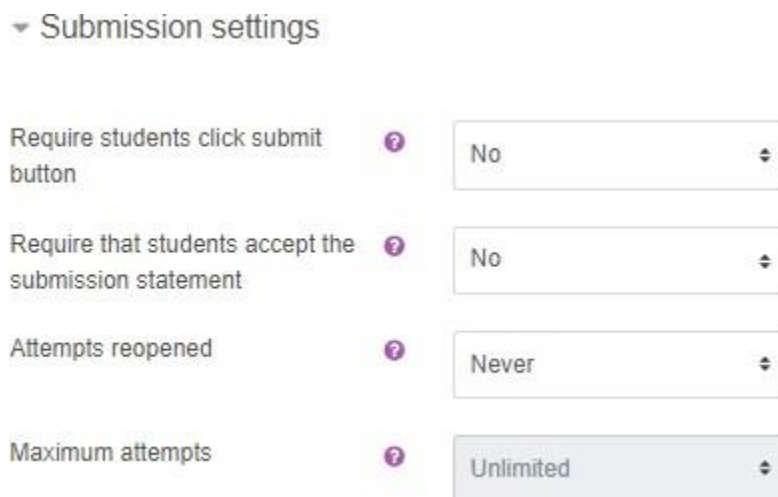 Submission settings
Require students click submit
button
No
Require that students accept the
submission statement
No
Attempts reopened
Never
Maximum attempts
Unlimited